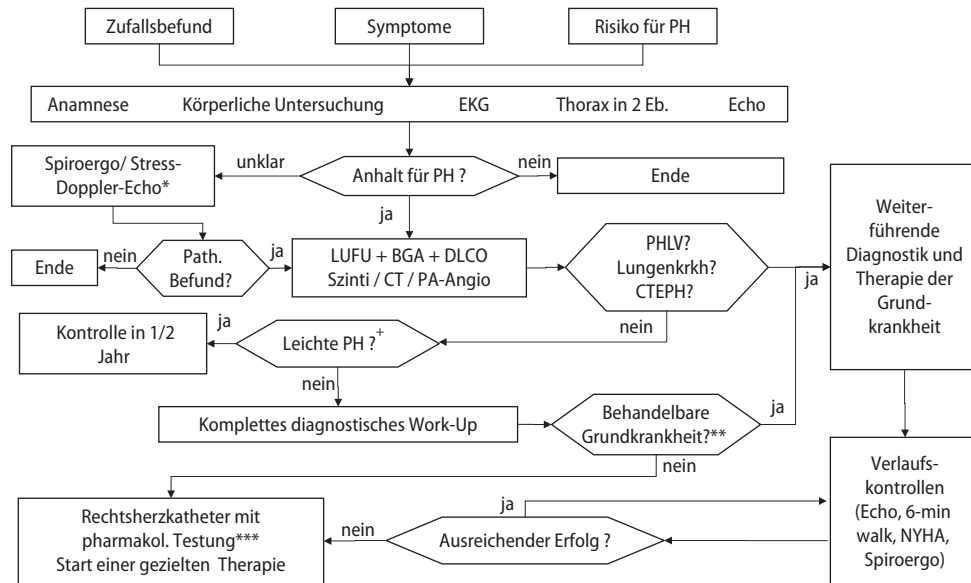 Zufallsbefund
Symptome
Risiko für PH
Anamnese Körperliche Untersuchung EKG Thorax in 2 Eb. Echo
Spiroergo/ Stress-
Doppler-Echo*
unklar
Anhalt für PH ?
nein
Ende
ja
Ende
nein
Path.
Befund?
ja
LUFU + BGA + DLCO
Szinti / CT / PA-Angio
PHLV?
Lungenkrkh?
CTEPH?
ja
Weiter-
führende
Diagnostik und
Therapie der
Grund-
krankheit
nein
Kontrolle in 1/2
Jahr
ja
Leichte PH ?+
nein
Komplettes diagnostisches Work-Up
Behandelbare
Grundkrankheit?**
ja
nein
Rechtsherzkatheter mit
pharmakol. Testung***
Start einer gezielten Therapie
nein
Ausreichender Erfolg ?
ja
Verlaufs-
kontrollen
(Echo, 6-min
walk, NYHA,
Spiroergo)